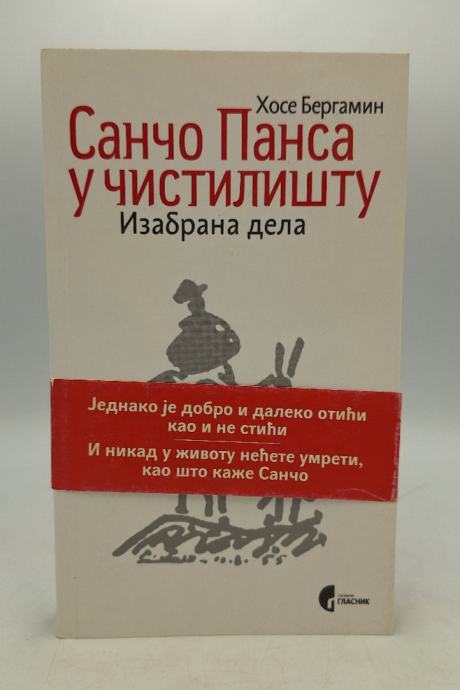 Хосе Бергамин
Санчо Панса
у чистилишту
Изабрана дела
Једнако је добро и далеко отићи
као и не стићи
И никад у животу нећете умрети,
као што каже Санчо
службени
ГЛАСНИК